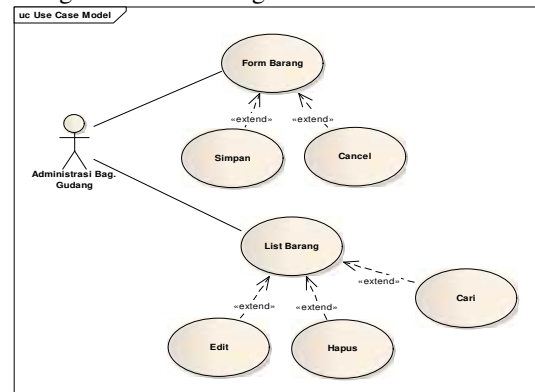 uc Use Case Model
Form Barang
«extend»
«extend»
Simpan
Cancel
Administrasi Bag.
Gudang
List Barang
«extend»
Cari
«extend»
«extend»
Edit
Hapus